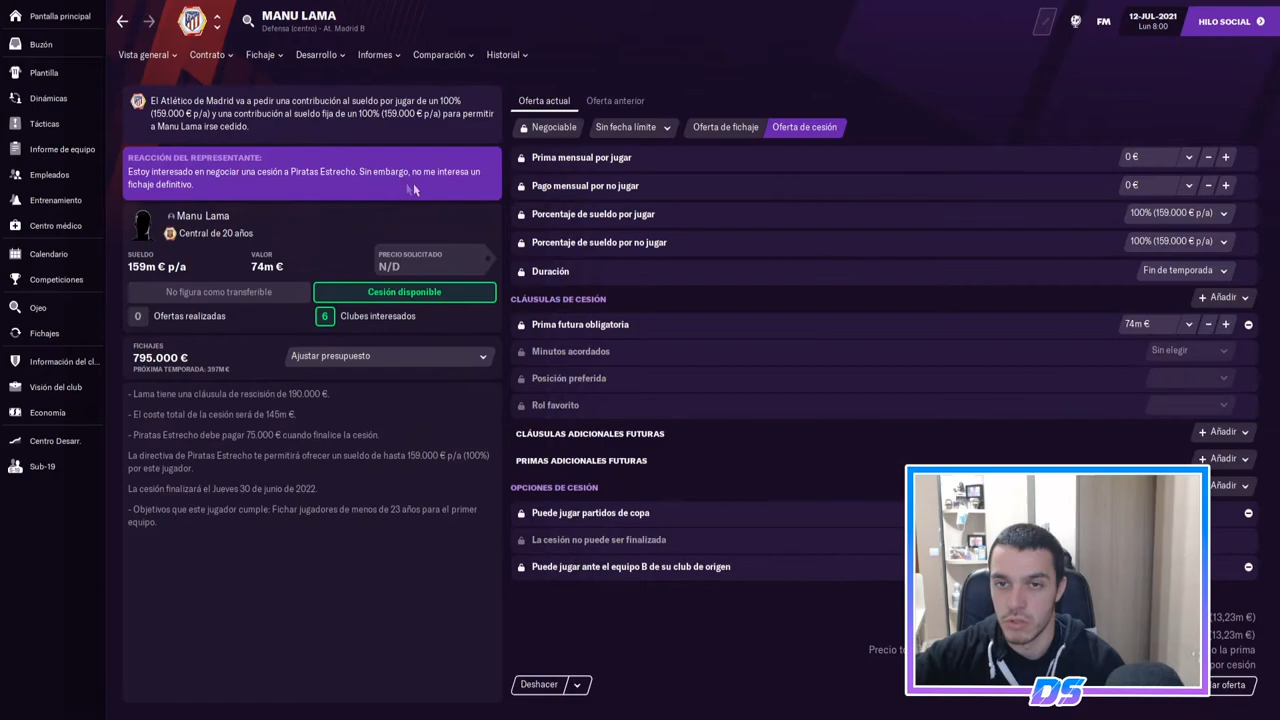 Pantalla principal
Buzón
Plantilla
Dinámicas
Tácticas
Informe de equipo
Empleados
Entrenamiento
Centro médico
Calendario
Competiciones
Ojeo
Fichajes
Información del cl...
Visión del club
Economía
Centro Desarr.
Sub-19
MANU LAMA
Defensa (centro) - At. Madrid B
FM
12-JUL-2021
Lun 8:00
HILO SOCIAL
Vista general
Contrato
Fichaje
Desarrollo
Informes
Comparación
Historial
El Atlético de Madrid va a pedir una contribución al sueldo por jugar de un 100%
(159.000 € p/a) y una contribución al sueldo fija de un 100% (159.000 € p/a) para permitir
a Manu Lama irse cedido.
REACCIÓN DEL REPRESENTANTE:
Estoy interesado en negociar una cesión a Piratas Estrecho. Sin embargo, no me interesa un
fichaje definitivo.
Manu Lama
Central de 20 años
SUELDO
159m € p/a
VALOR
74m €
PRECIO SOLICITADO
N/D
No figura como transferible
Cesión disponible
0 Ofertas realizadas
6 Clubes interesados
FICHAJES
795.000 €
PRÓXIMA TEMPORADA: 397M €
Ajustar presupuesto
- Lama tiene una cláusula de rescisión de 190.000 €.
- El coste total de la cesión será de 145m €.
- Piratas Estrecho debe pagar 75.000 € cuando finalice la cesión.
La directiva de Piratas Estrecho te permitirá ofrecer un sueldo de hasta 159.000 € p/a (100%)
por este jugador.
La cesión finalizará el Jueves 30 de junio de 2022.
- Objetivos que este jugador cumple: Fichar jugadores de menos de 23 años para el primer
equipo.
Oferta actual
Oferta anterior
Negociable
Sin fecha límite
Oferta de fichaje
Oferta de cesión
Prima mensual por jugar 0 €
Pago mensual por no jugar 0 €
Porcentaje de sueldo por jugar 100% (159.000 € p/a)
Porcentaje de sueldo por no jugar 100% (159.000 € p/a)
Duración Fin de temporada
CLÁUSULAS DE CESIÓN + Añadir
Prima futura obligatoria 74m €
Minutos acordados Sin elegir
Posición preferida
Rol favorito
CLÁUSULAS ADICIONALES FUTURAS + Añadir
PRIMAS ADICIONALES FUTURAS + Añadir
OPCIONES DE CESIÓN Añadir
Puede jugar partidos de copa
La cesión no puede ser finalizada
Puede jugar ante el equipo B de su club de origen
(13,23m €)
(13,23m €)
Precio to
o la prima
por cesión
Deshacer
ar oferta
DS